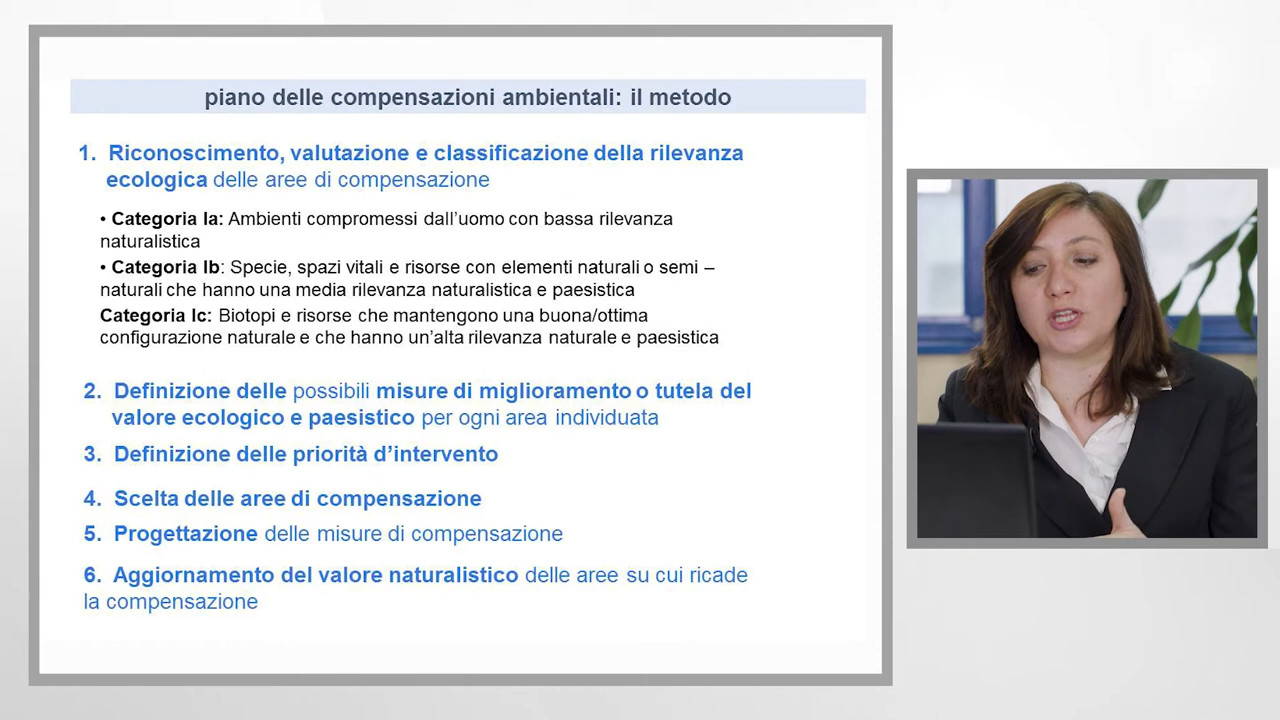 piano delle compensazioni ambientali: il metodo
1. Riconoscimento, valutazione e classificazione della rilevanza
ecologica delle aree di compensazione
• Categoria Ia: Ambienti compromessi dall’uomo con bassa rilevanza
naturalistica
• Categoria Ib: Specie, spazi vitali e risorse con elementi naturali o semi –
naturali che hanno una media rilevanza naturalistica e paesistica
Categoria Ic: Biotopi e risorse che mantengono una buona/ottima
configurazione naturale e che hanno un’alta rilevanza naturale e paesistica
2. Definizione delle possibili misure di miglioramento o tutela del
valore ecologico e paesistico per ogni area individuata
3. Definizione delle priorità d’intervento
4. Scelta delle aree di compensazione
5. Progettazione delle misure di compensazione
6. Aggiornamento del valore naturalistico delle aree su cui ricade
la compensazione